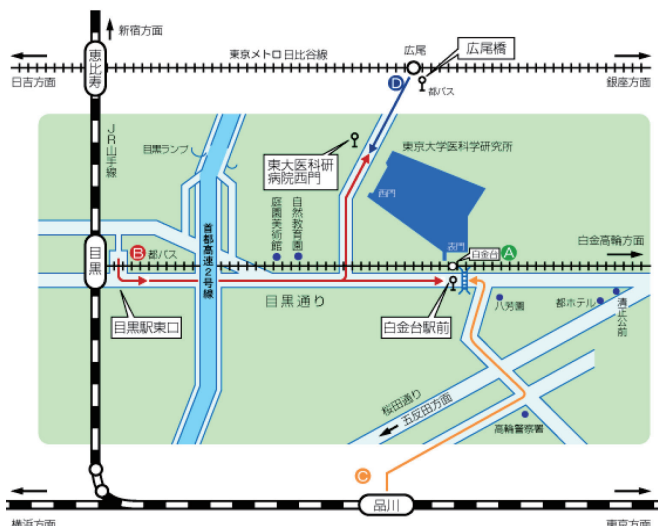 新宿方面
恵比寿
東京メトロ日比谷線
広尾
広尾橋
日吉方面
銀座方面
D
都バス
JR山手線
目黒ランプ
東大医科研
病院西門
東京大学医科学研究所
西門
首都高速2号線
庭園美術館
自然教育園
表門
白金台
A
白金高輪方面
目黒
B
都バス
目黒通り
目黒駅東口
白金台駅前
八芳園
都ホテル
清正公前
桜田通り
五反田方面
高輪警察署
C
品川
横浜方面
東京方面